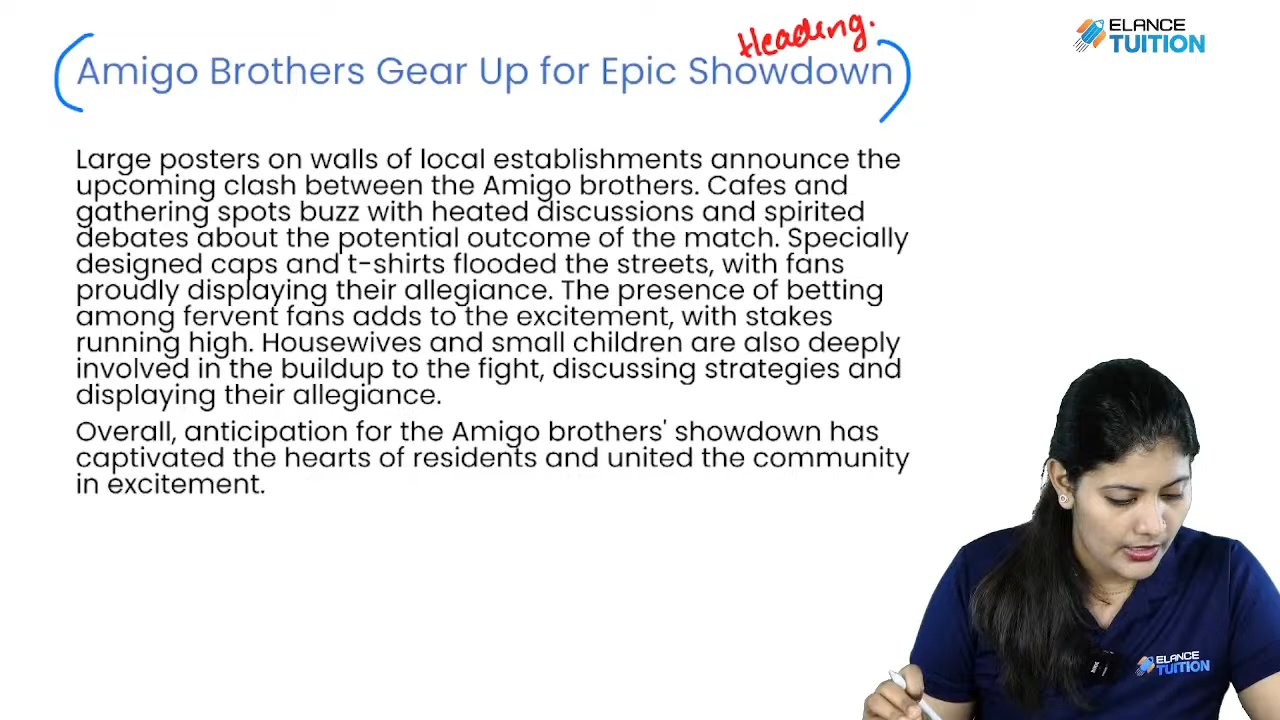 Heading.
ELANCE
TUITION
Amigo Brothers Gear Up for Epic Showdown
Large posters on walls of local establishments announce the
upcoming clash between the Amigo brothers. Cafes and
gathering spots buzz with heated discussions and spirited
debates about the potential outcome of the match. Specially
designed caps and t-shirts flooded the streets, with fans
proudly displaying their allegiance. The presence of betting
among fervent fans adds to the excitement, with stakes
running high. Housewives and small children are also deeply
involved in the buildup to the fight, discussing strategies and
displaying their allegiance.
Overall, anticipation for the Amigo brothers' showdown has
captivated the hearts of residents and united the community
in excitement.
ELANCE
TUITION